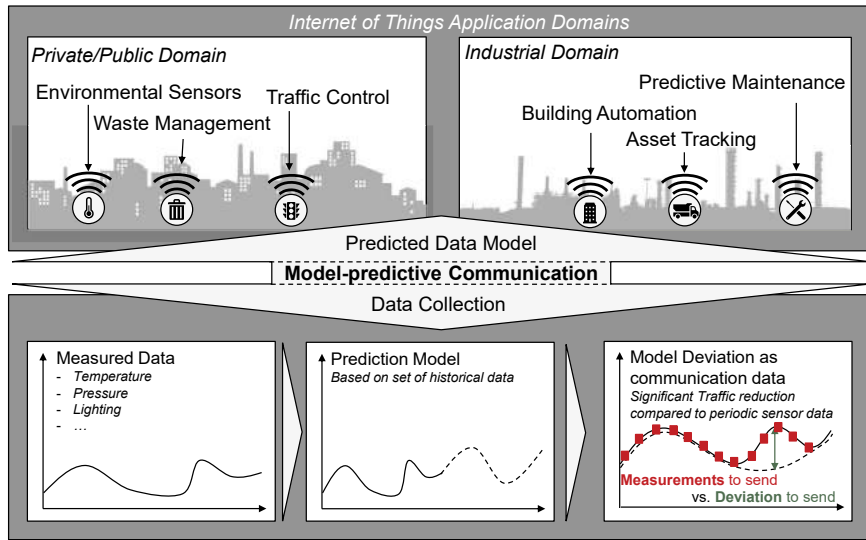 Internet of Things Application Domains
Private/Public Domain
Environmental Sensors
Waste Management
Traffic Control
Industrial Domain
Predictive Maintenance
Building Automation
Asset Tracking
Predicted Data Model
Model-predictive Communication
Data Collection
Measured Data
- Temperature
- Pressure
- Lighting
- ...
Prediction Model
Based on set of historical data
Model Deviation as
communication data
Significant Traffic reduction
compared to periodic sensor data
Measurements to send
vs. Deviation to send